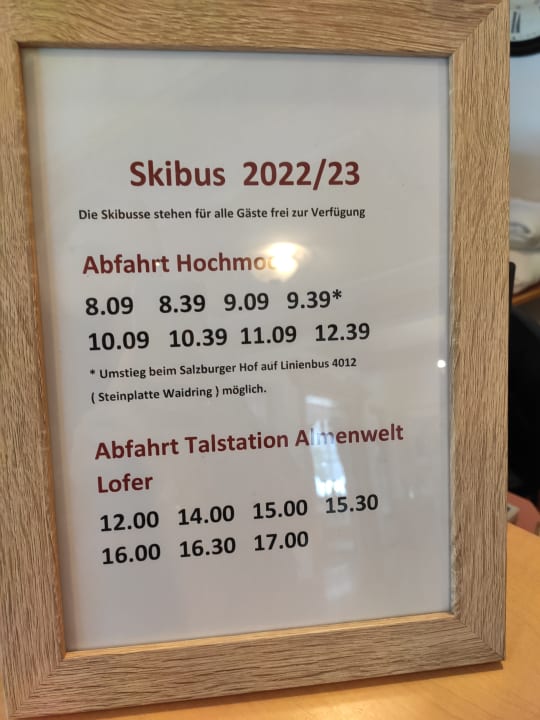 Skibus 2022/23
Die Skibusse stehen für alle Gäste frei zur Verfügung
Abfahrt Hochmoos
8.09 8.39 9.09 9.39*
10.09 10.39 11.09 12.39
* Umstieg beim Salzburger Hof auf Linienbus 4012
( Steinplatte Waidring ) möglich.
Abfahrt Talstation Almenwelt
Lofer
12.00 14.00 15.00 15.30
16.00 16.30 17.00